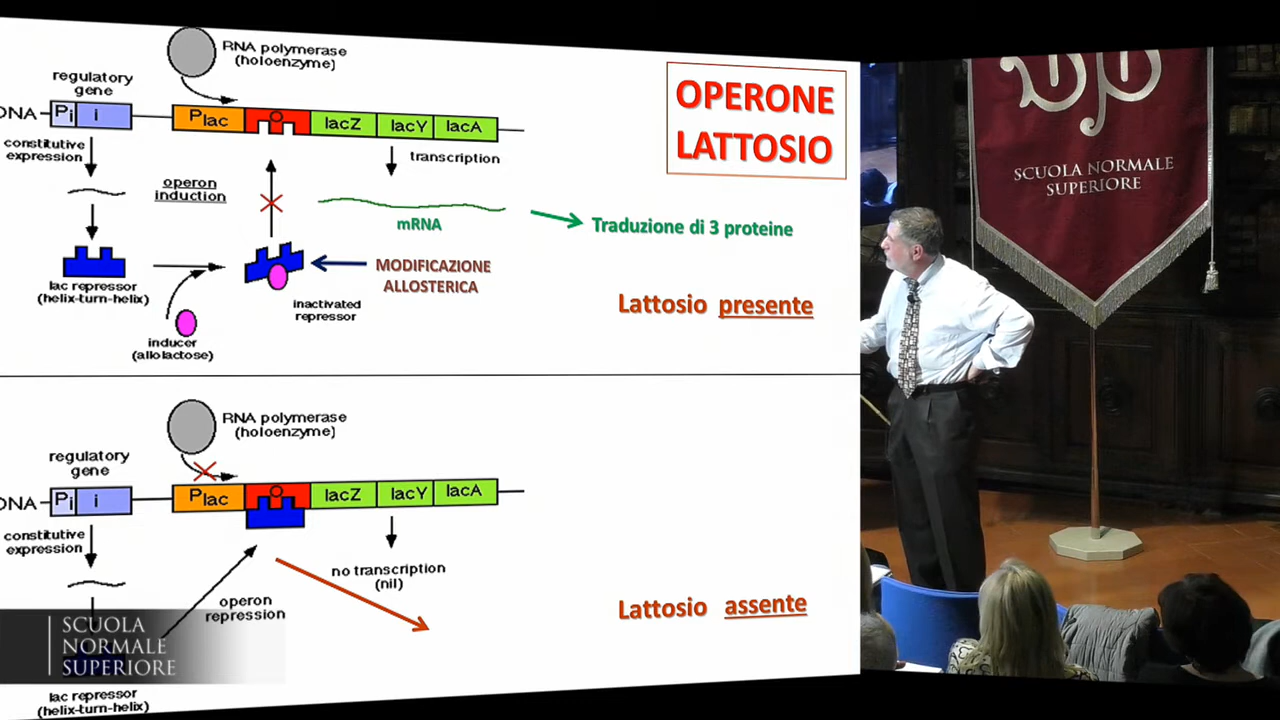 RNA polymerase
(holoenzyme)
regulatory
gene
DNA
Pi
i
Plac
o
lacZ
lacY
lacA
OPERONE
LATTOSIO
constitutive
expression
operon
induction
transcription
mRNA
Traduzione di 3 proteine
lac repressor
(helix-turn-helix)
MODIFICAZIONE
ALLOSTERICA
inactivated
repressor
inducer
(allolactose)
Lattosio presente
RNA polymerase
(holoenzyme)
regulatory
gene
DNA
Pi
i
Plac
o
lacZ
lacY
lacA
constitutive
expression
no transcription
(nil)
operon
repression
Lattosio assente
lac repressor
(helix-turn-helix)
SCUOLA
NORMALE
SUPERIORE
SCUOLA NORMALE
SUPERIORE